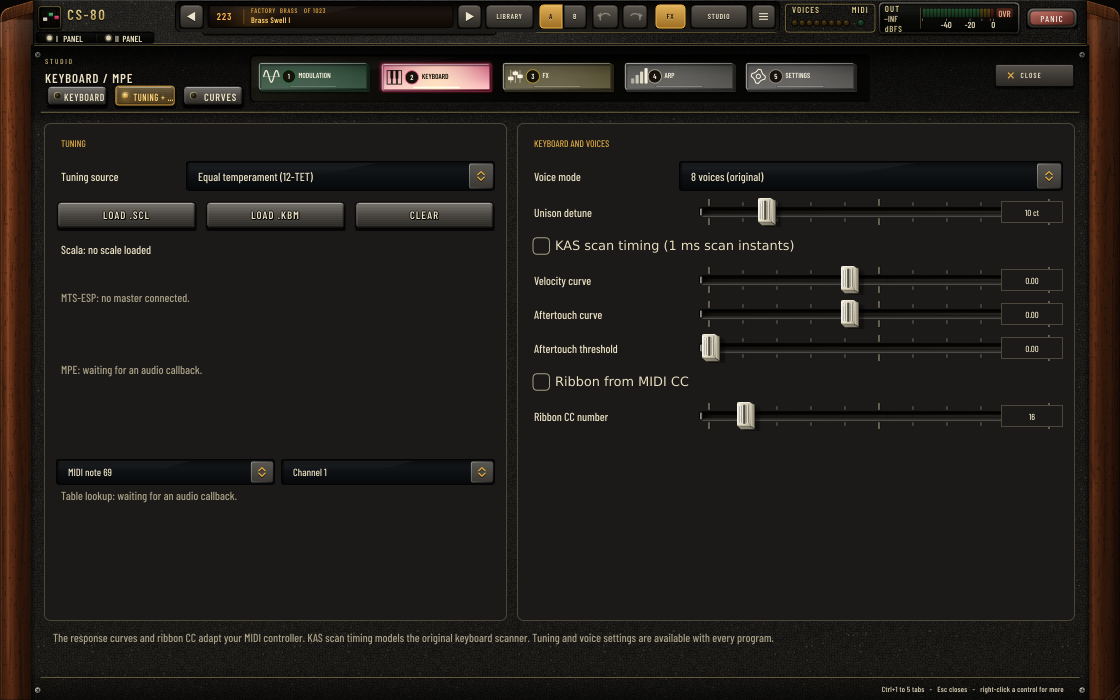 CS-80
I PANEL
II PANEL
223
FACTORY BRASS OF 1023
Brass Swell I
LIBRARY
A
B
FX
STUDIO
VOICES
MIDI
OUT
-INF
dBFS
-40
-20
0
OVR
PANIC
STUDIO
KEYBOARD / MPE
KEYBOARD
TUNING + ...
CURVES
1 MODULATION
2 KEYBOARD
3 FX
4 ARP
5 SETTINGS
CLOSE
TUNING
Tuning source
Equal temperament (12-TET)
LOAD .SCL
LOAD .KBM
CLEAR
Scala: no scale loaded
MTS-ESP: no master connected.
MPE: waiting for an audio callback.
MIDI note 69
Channel 1
Table lookup: waiting for an audio callback.
KEYBOARD AND VOICES
Voice mode
8 voices (original)
Unison detune
10 ct
KAS scan timing (1 ms scan instants)
Velocity curve
0.00
Aftertouch curve
0.00
Aftertouch threshold
0.00
Ribbon from MIDI CC
Ribbon CC number
16
The response curves and ribbon CC adapt your MIDI controller. KAS scan timing models the original keyboard scanner. Tuning and voice settings are available with every program.
Ctrl+1 to 5 tabs - Esc closes - right-click a control for more